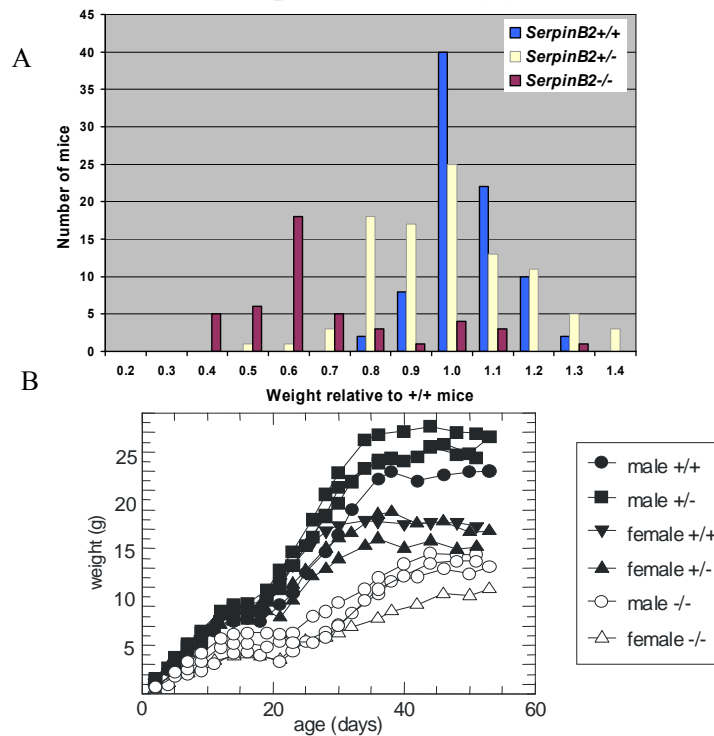 A
45
40
35
30
25
20
15
10
5
0
Number of mice
SerpinB2+/+
SerpinB2+/-
SerpinB2-/-
0.2 0.3 0.4 0.5 0.6 0.7 0.8 0.9 1.0 1.1 1.2 1.3 1.4
Weight relative to +/+ mice
B
25
20
15
10
5
weight (g)
0 20 40 60
age (days)
male +/+
male +/-
female +/+
female +/-
male -/-
female -/-